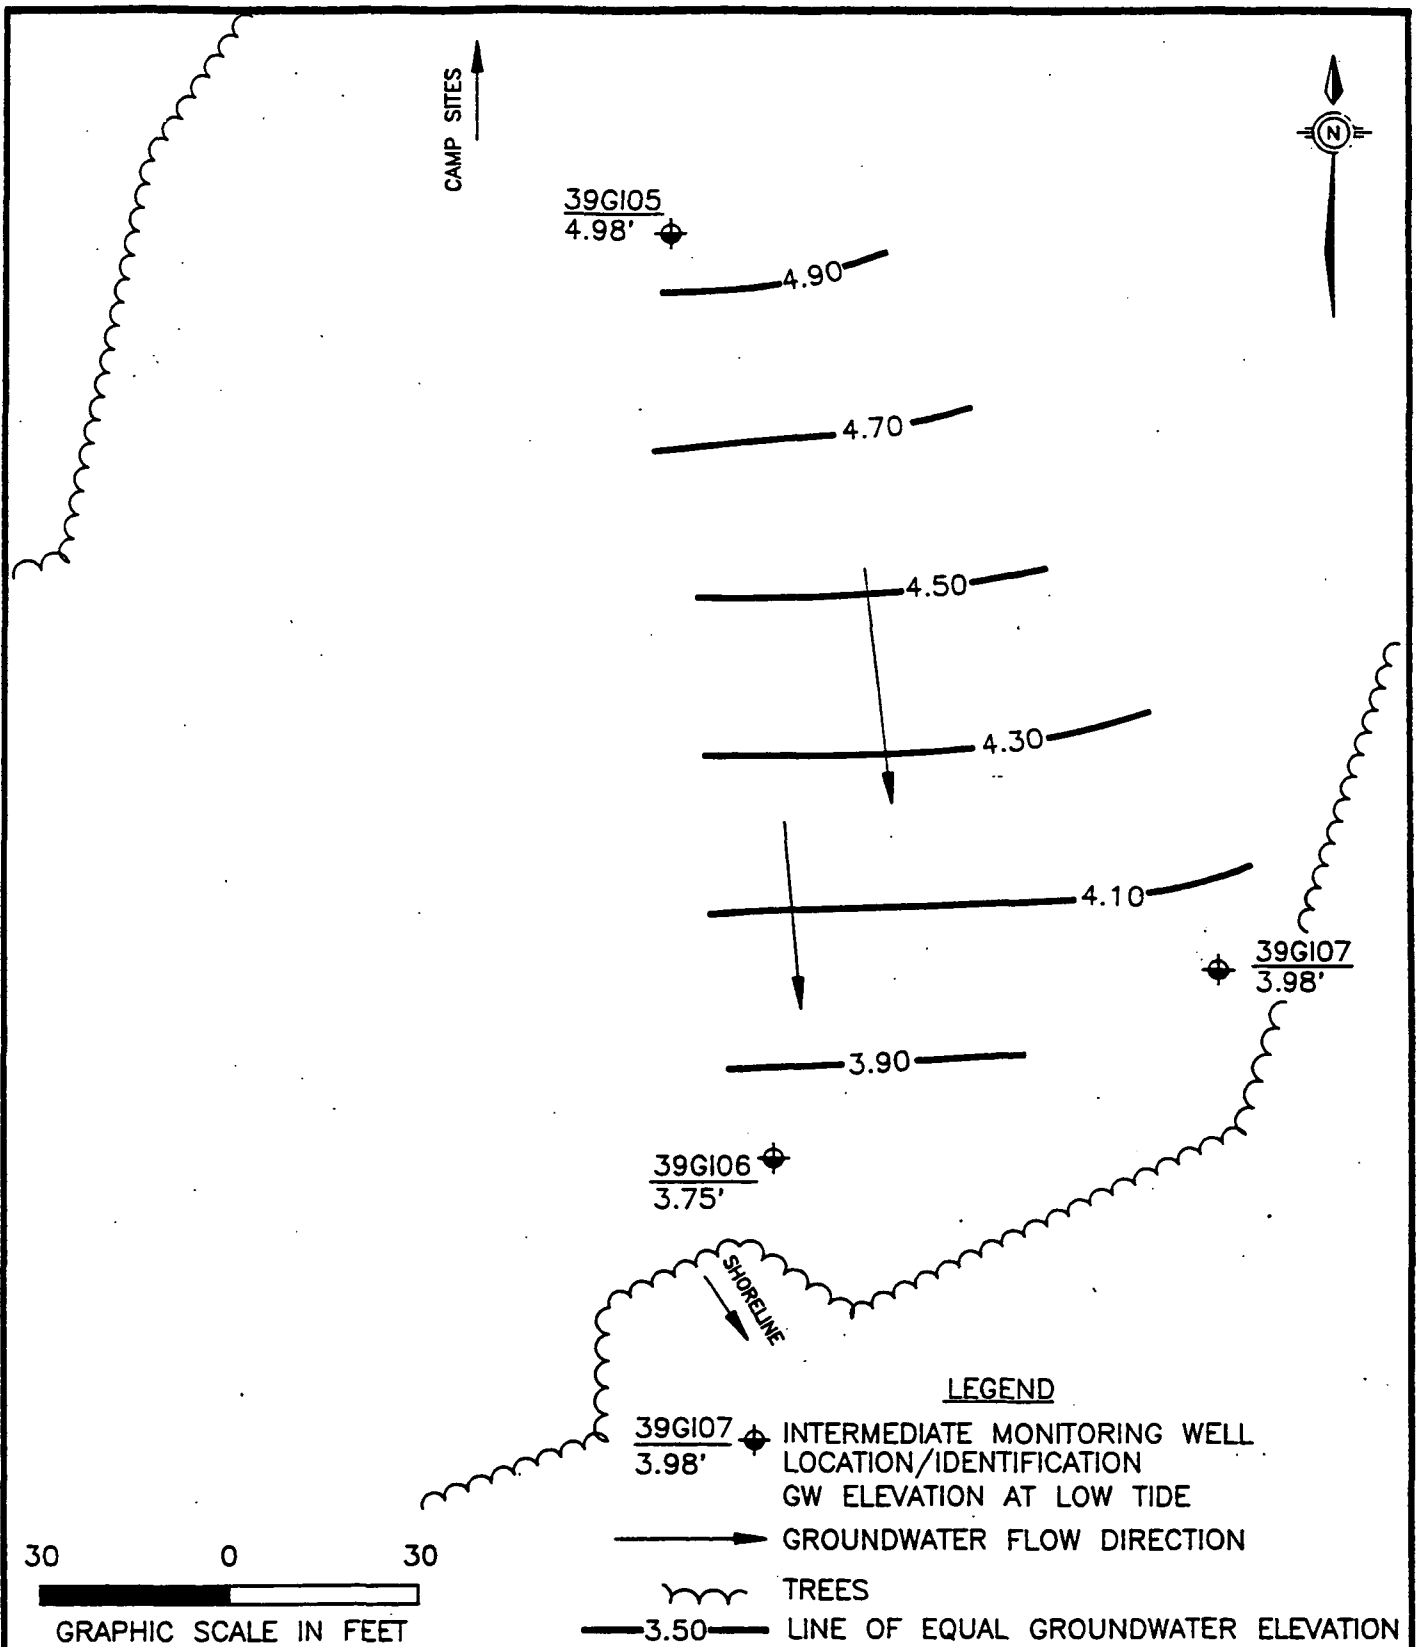 CAMP SITES
N
39GI05
4.98'
4.90
4.70
4.50
4.30
4.10
39GI07
3.98'
3.90
39GI06
3.75'
SHORELINE
LEGEND
39GI07
3.98'
INTERMEDIATE MONITORING WELL
LOCATION/IDENTIFICATION
GW ELEVATION AT LOW TIDE
GROUNDWATER FLOW DIRECTION
TREES
3.50 LINE OF EQUAL GROUNDWATER ELEVATION
30 0 30
GRAPHIC SCALE IN FEET